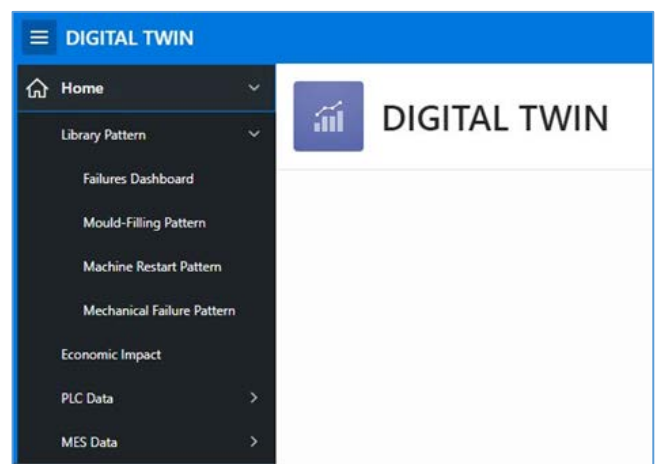 DIGITAL TWIN
Home
DIGITAL TWIN
Library Pattern
Failures Dashboard
Mould-Filling Pattern
Machine Restart Pattern
Mechanical Failure Pattern
Economic Impact
PLC Data
MES Data